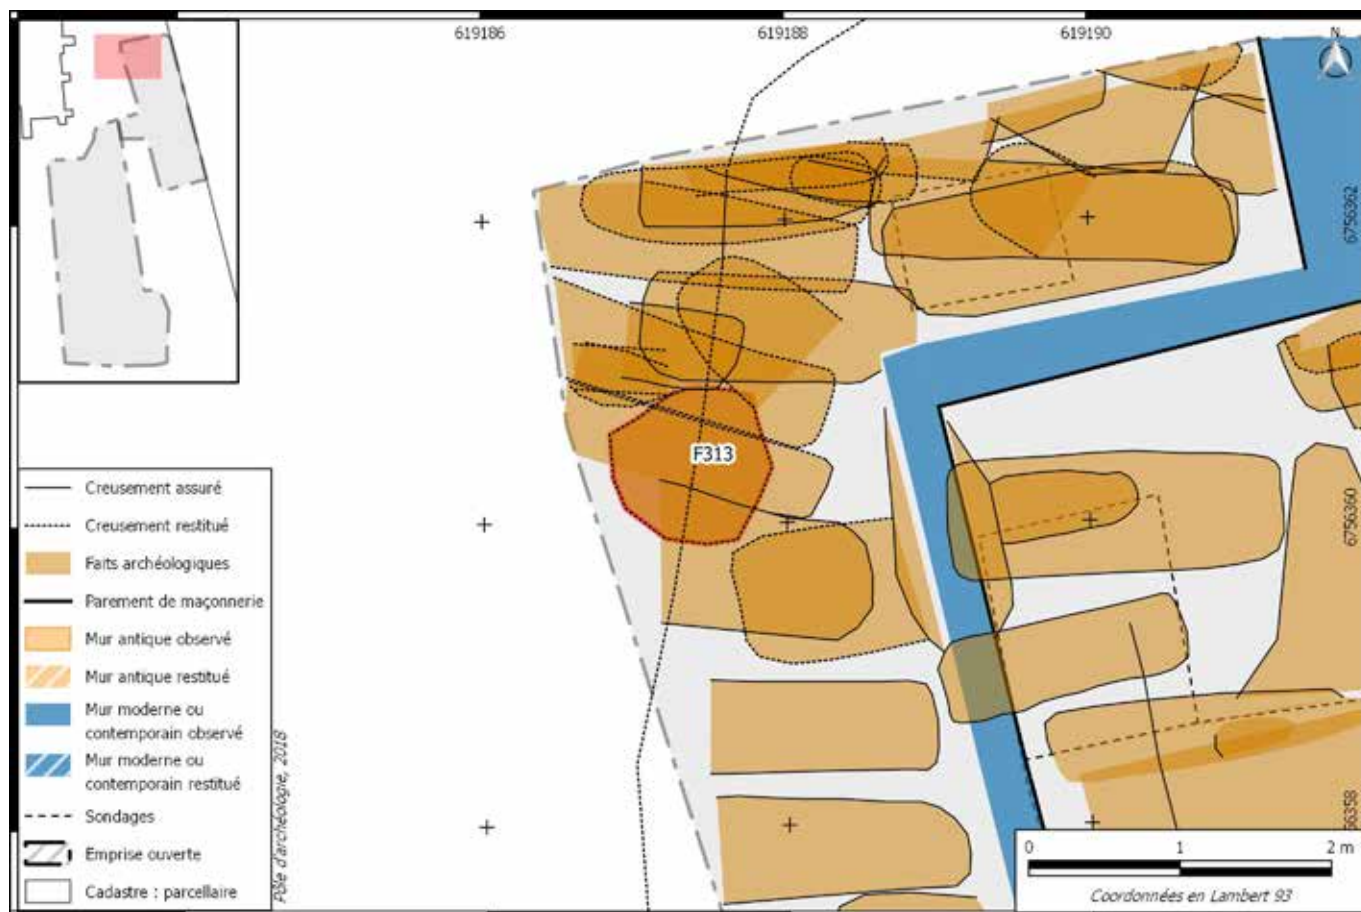 619186
619188
619190
N
6756362
F313
6756360
Creusement assuré
Creusement restitué
Faits archéologiques
Parement de maçonnerie
Mur antique observé
Mur antique restitué
Mur moderne ou
contemporain observé
Mur moderne ou
contemporain restitué
Sondages
Emprise ouverte
Cadastre : parcellaire
Pôle d'archéologie, 2018
0 1 2 m
Coordonnées en Lambert 93